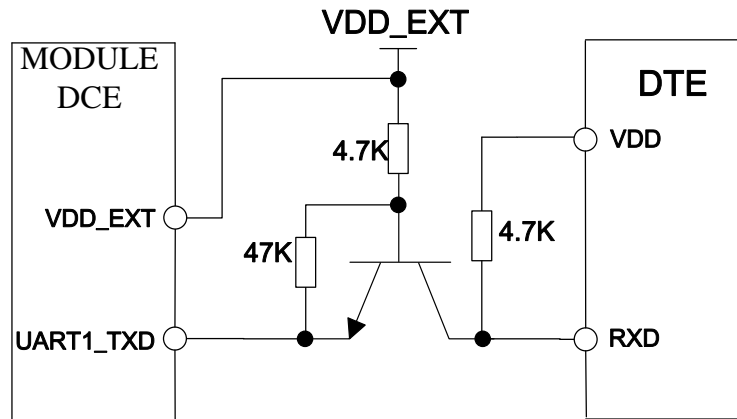 VDD_EXT
MODULE
DCE
DTE
4.7K
VDD
VDD_EXT
47K
4.7K
UART1_TXD
RXD